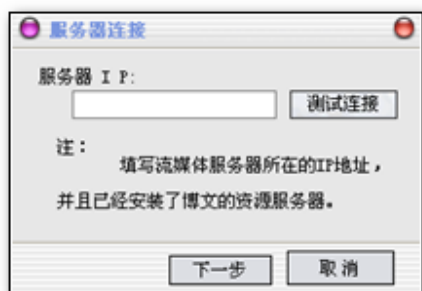 服务器连接
服务器 I P:
测试连接
注：
填写流媒体服务器所在的IP地址，
并且已经安装了博文的资源服务器。
下一步 取消